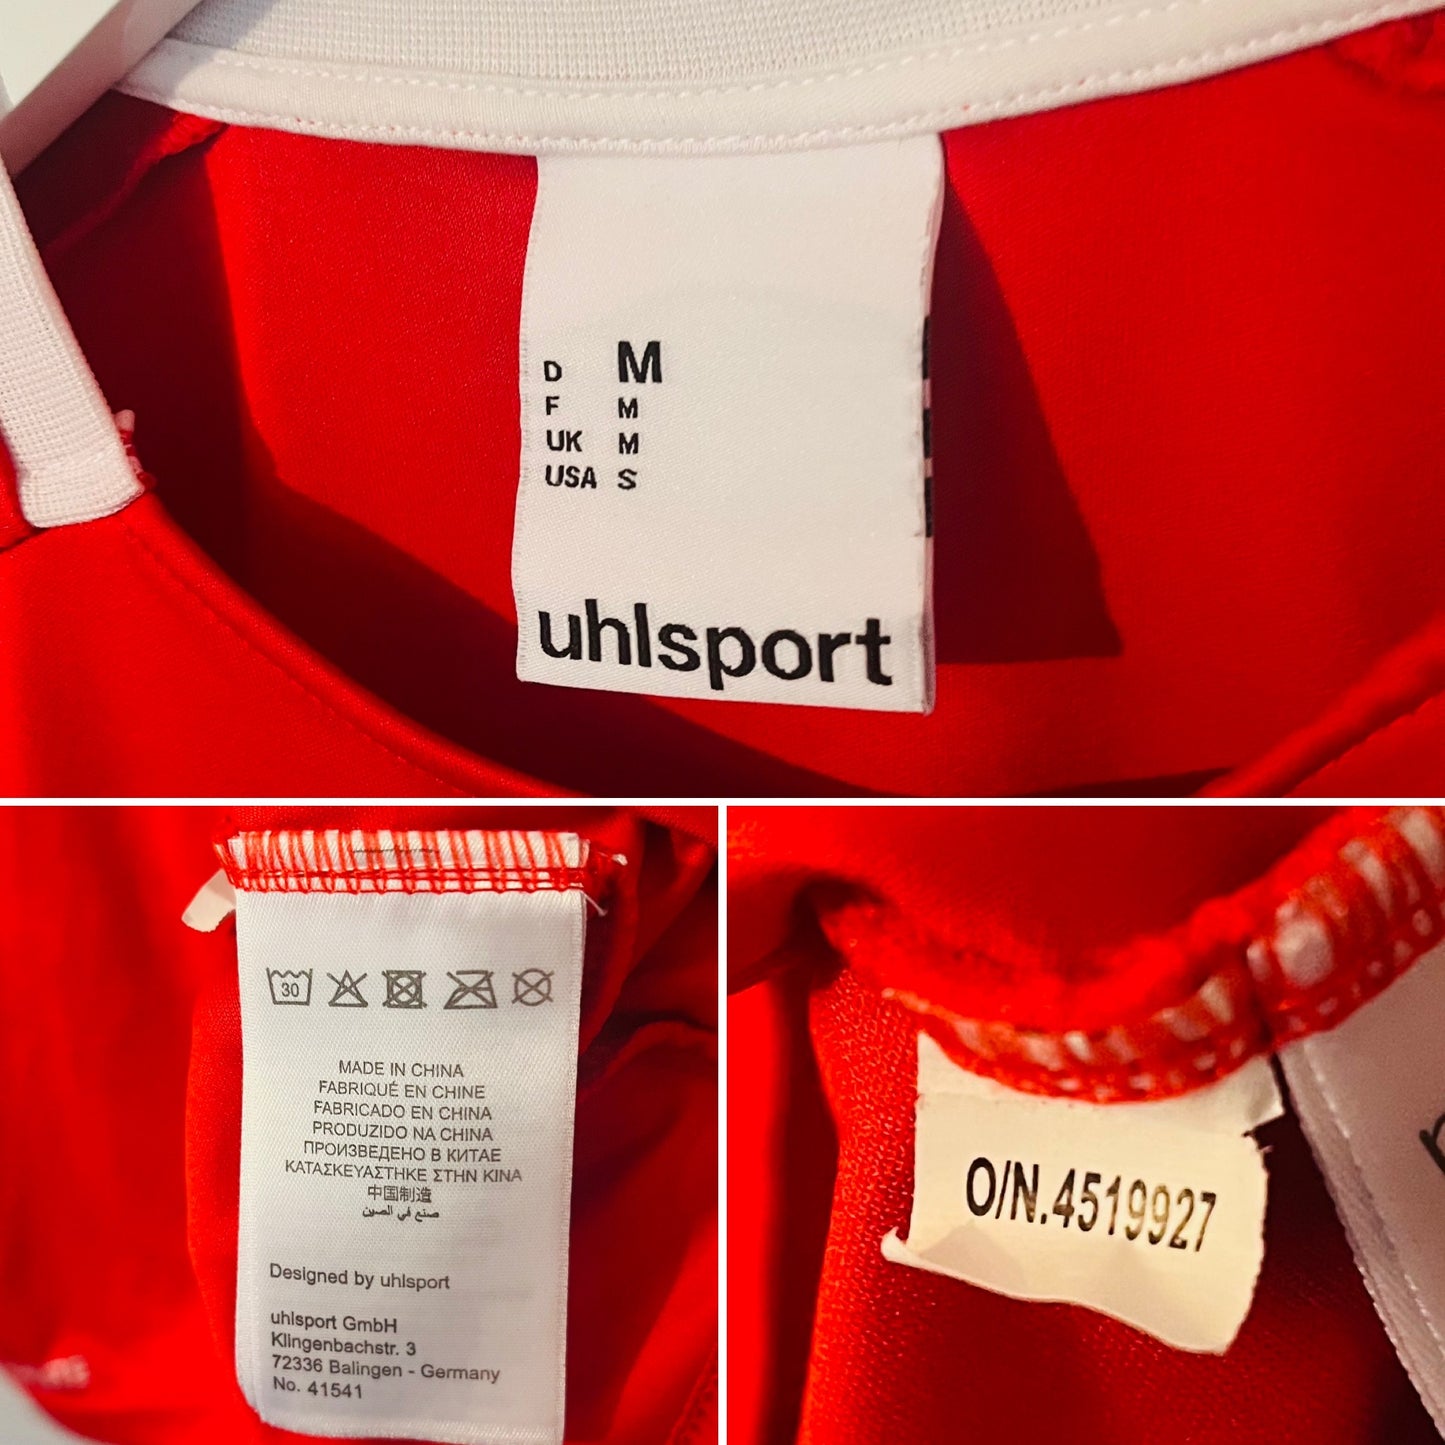 D M
F M
UK M
USA S
uhlsport
30
MADE IN CHINA
FABRIQUÉ EN CHINE
FABRICADO EN CHINA
PRODUZIDO NA CHINA
ПРОИЗВЕДЕНО В КИТАЕ
ΚΑΤΑΣΚΕΥΑΣΤΗΚΕ ΣΤΗΝ ΚΙΝΑ
中国制造
صنع في الصين
Designed by uhlsport
uhlsport GmbH
Klingenbachstr. 3
72336 Balingen - Germany
No. 41541
O/N.4519927